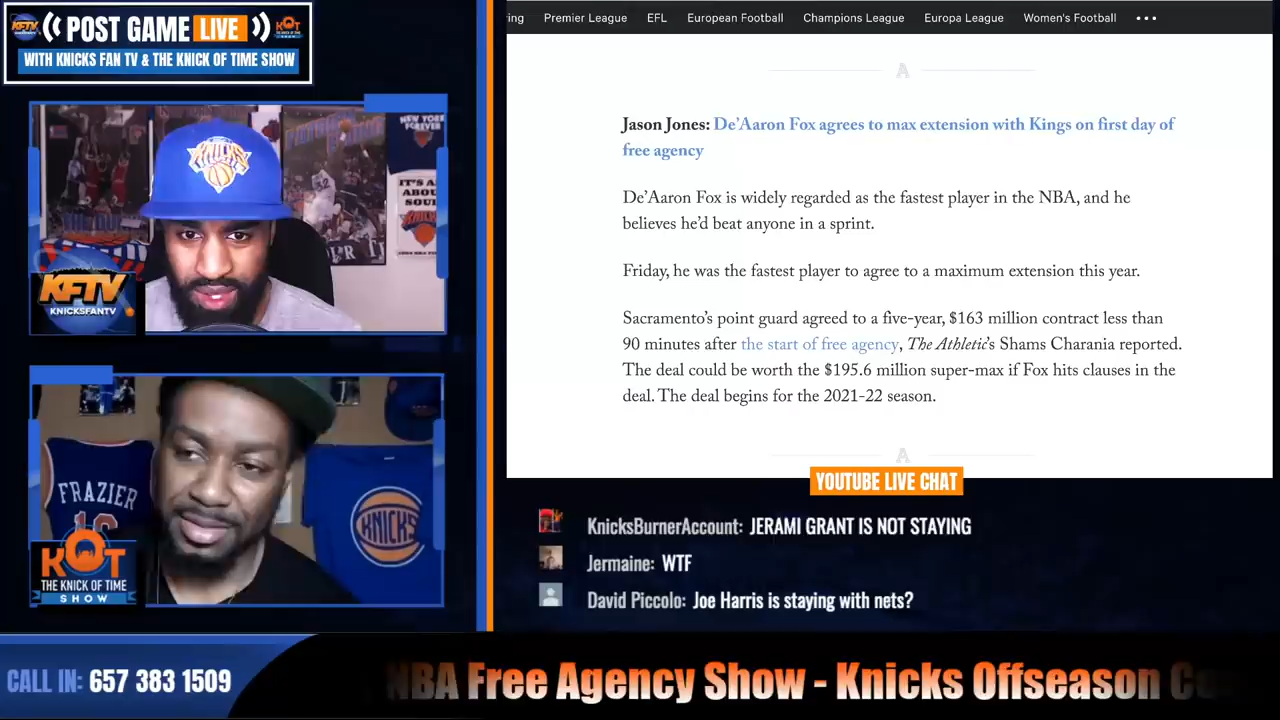 POST GAME LIVE
WITH KNICKS FAN TV & THE KNICK OF TIME SHOW
ing Premier League EFL European Football Champions League Europa League Women's Football •••
Jason Jones: De'Aaron Fox agrees to max extension with Kings on first day of
free agency
De'Aaron Fox is widely regarded as the fastest player in the NBA, and he
believes he'd beat anyone in a sprint.
Friday, he was the fastest player to agree to a maximum extension this year.
Sacramento's point guard agreed to a five-year, $163 million contract less than
90 minutes after the start of free agency, The Athletic's Shams Charania reported.
The deal could be worth the $195.6 million super-max if Fox hits clauses in the
deal. The deal begins for the 2021-22 season.
NEW YORK
FOREVER
KNICKS
IT'S A
ABOU
SOUL
KNICKS
KFTV
KNICKSFANTV
FRAZIER
KNICKS
KOT
THE KNICK OF TIME
SHOW
YOUTUBE LIVE CHAT
KnicksBurnerAccount: JERAMI GRANT IS NOT STAYING
Jermaine: WTF
David Piccolo: Joe Harris is staying with nets?
CALL IN: 657 383 1509
NBA Free Agency Show - Knicks Offseason